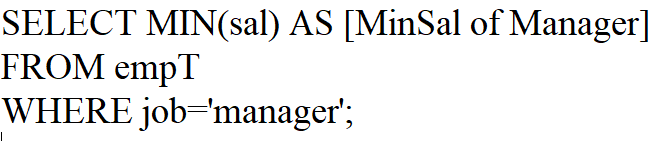 SELECT MIN(sal) AS [MinSal of Manager]
FROM empT
WHERE job='manager';